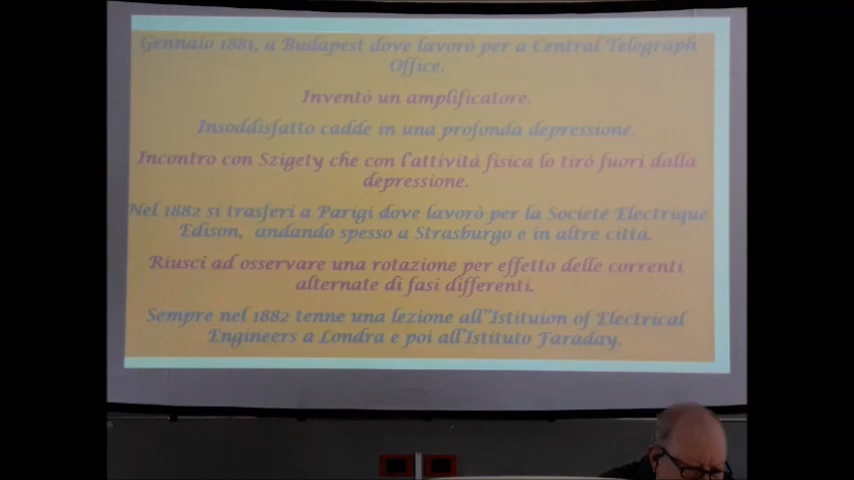 Gennaio 1881, a Budapest dove lavorò per a Central Telegraph
Office.
Inventò un amplificatore.
Insoddisfatto cadde in una profonda depressione.
Incontro con Szigety che con l'attività fisica lo tirò fuori dalla
depressione.
Nel 1882 si trasferì a Parigi dove lavorò per la Société Electrique
Edison, andando spesso a Strasburgo e in altre città.
Riuscì ad osservare una rotazione per effetto delle correnti
alternate di fasi differenti.
Sempre nel 1882 tenne una lezione all'Istituion of Electrical
Engineers a Londra e poi all'Istituto Faraday.